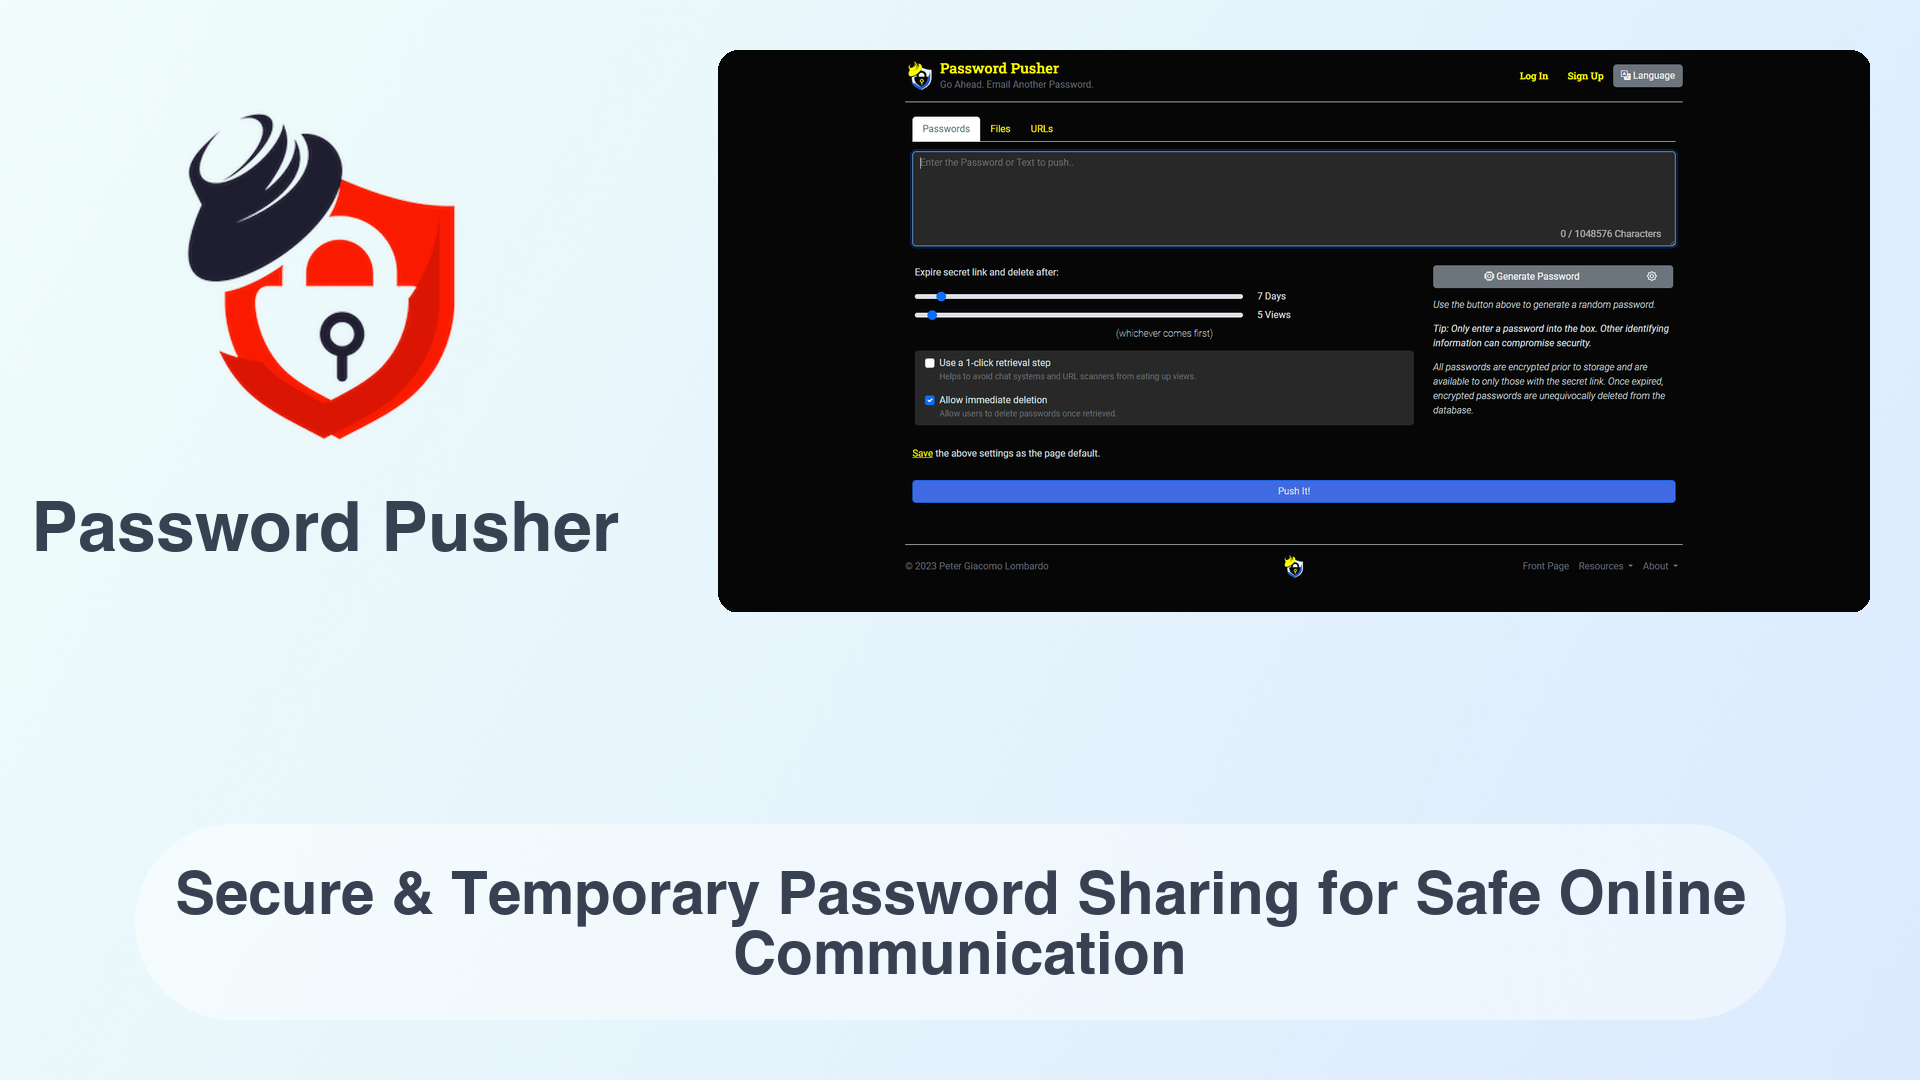 Password Pusher
Go Ahead. Email Another Password.
Log In
Sign Up
Language
Passwords
Files
URLs
Enter the Password or Text to push..
0 / 1048576 Characters
Expire secret link and delete after:
7 Days
5 Views
(whichever comes first)
Use a 1-click retrieval step
Helps to avoid chat systems and URL scanners from eating up views.
Allow immediate deletion
Allow users to delete passwords once retrieved.
Generate Password
Use the button above to generate a random password.
Tip: Only enter a password into the box. Other identifying
information can compromise security.
All passwords are encrypted prior to storage and are
available to only those with the secret link. Once expired,
encrypted passwords are unequivocally deleted from the
database.
Save the above settings as the page default.
Push It!
© 2023 Peter Giacomo Lombardo
Front Page
Resources
About
Password Pusher
Secure & Temporary Password Sharing for Safe Online
Communication